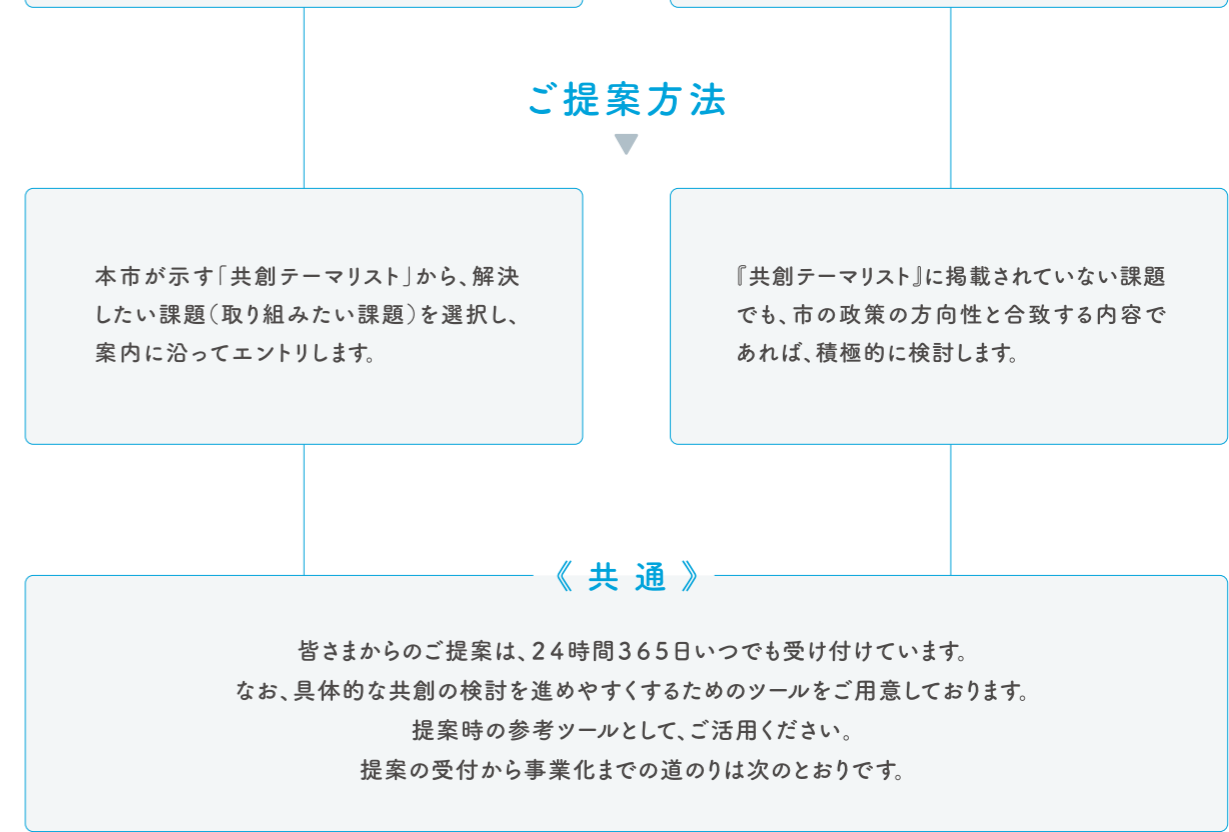 ご提案方法
本市が示す「共創テーマリスト」から、解決
したい課題(取り組みたい課題)を選択し、
案内に沿ってエントリします。
『共創テーマリスト』に掲載されていない課題
でも、市の政策の方向性と合致する内容で
あれば、積極的に検討します。
《共通》
皆さまからのご提案は、24時間365日いつでも受け付けています。
なお、具体的な共創の検討を進めやすくするためのツールをご用意しております。
提案時の参考ツールとして、ご活用ください。
提案の受付から事業化までの道のりは次のとおりです。